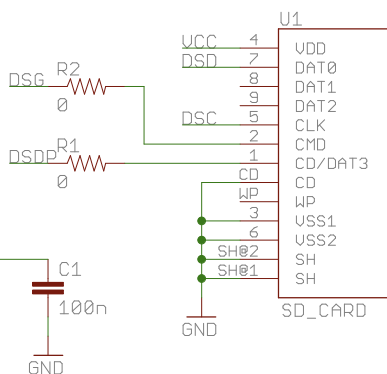 U1
VCC 4 VDD
DSD 7 DAT0
R2
DSG 8 DAT1
0 9 DAT2
DSC 5 CLK
R1 2 CMD
DSDP 1 CD/DAT3
0 CD CD
WP WP
3 VSS1
6 VSS2
SH@2 SH
C1 SH@1 SH
100n
SD_CARD
GND
GND